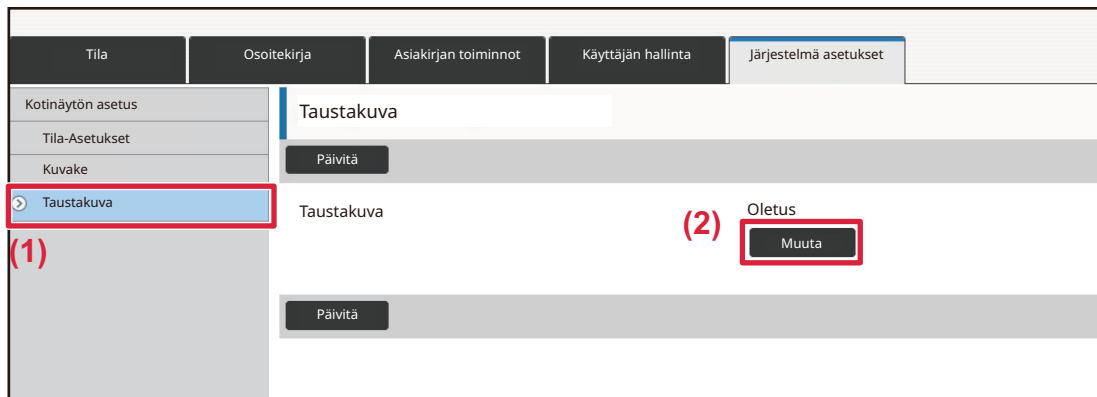 Tila
Osoitekirja
Asiakirjan toiminnot
Käyttäjän hallinta
Järjestelmä asetukset
Kotinäytön asetus
Tila-Asetukset
Kuvake
Taustakuva
(1)
Taustakuva
Päivitä
Taustakuva
Oletus
(2)
Muuta
Päivitä